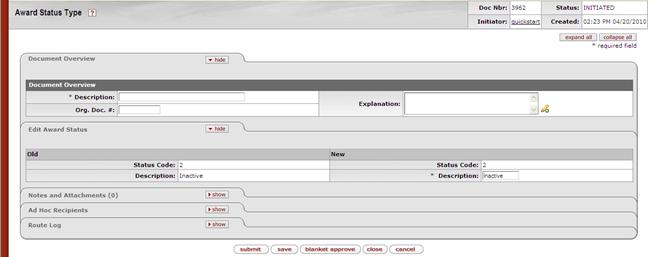 Award Status Type ?
Doc Nbr: 3962 Status: INITIATED
Initiator: quickstart Created: 02:23 PM 04/20/2010
expand all collapse all
* required field
Document Overview hide
Document Overview
* Description: Explanation:
Org. Doc. #:
Edit Award Status hide
Old New
Status Code: 2 Status Code: 2
Description: Inactive * Description: Inactive
Notes and Attachments (0) show
Ad Hoc Recipients show
Route Log show
submit save blanket approve close cancel